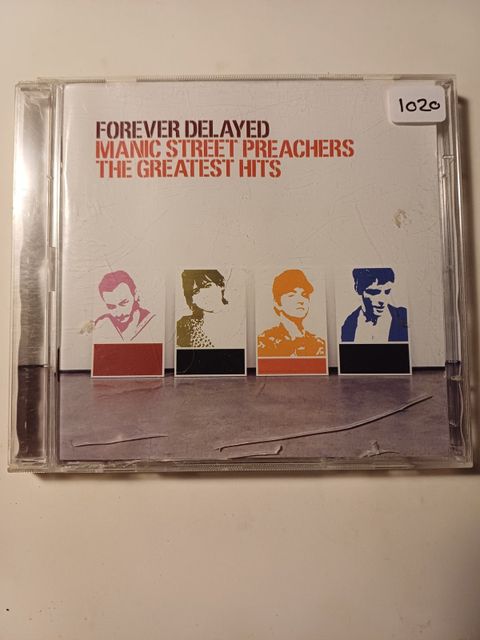 1020
FOREVER DELAYED
MANIC STREET PREACHERS
THE GREATEST HITS